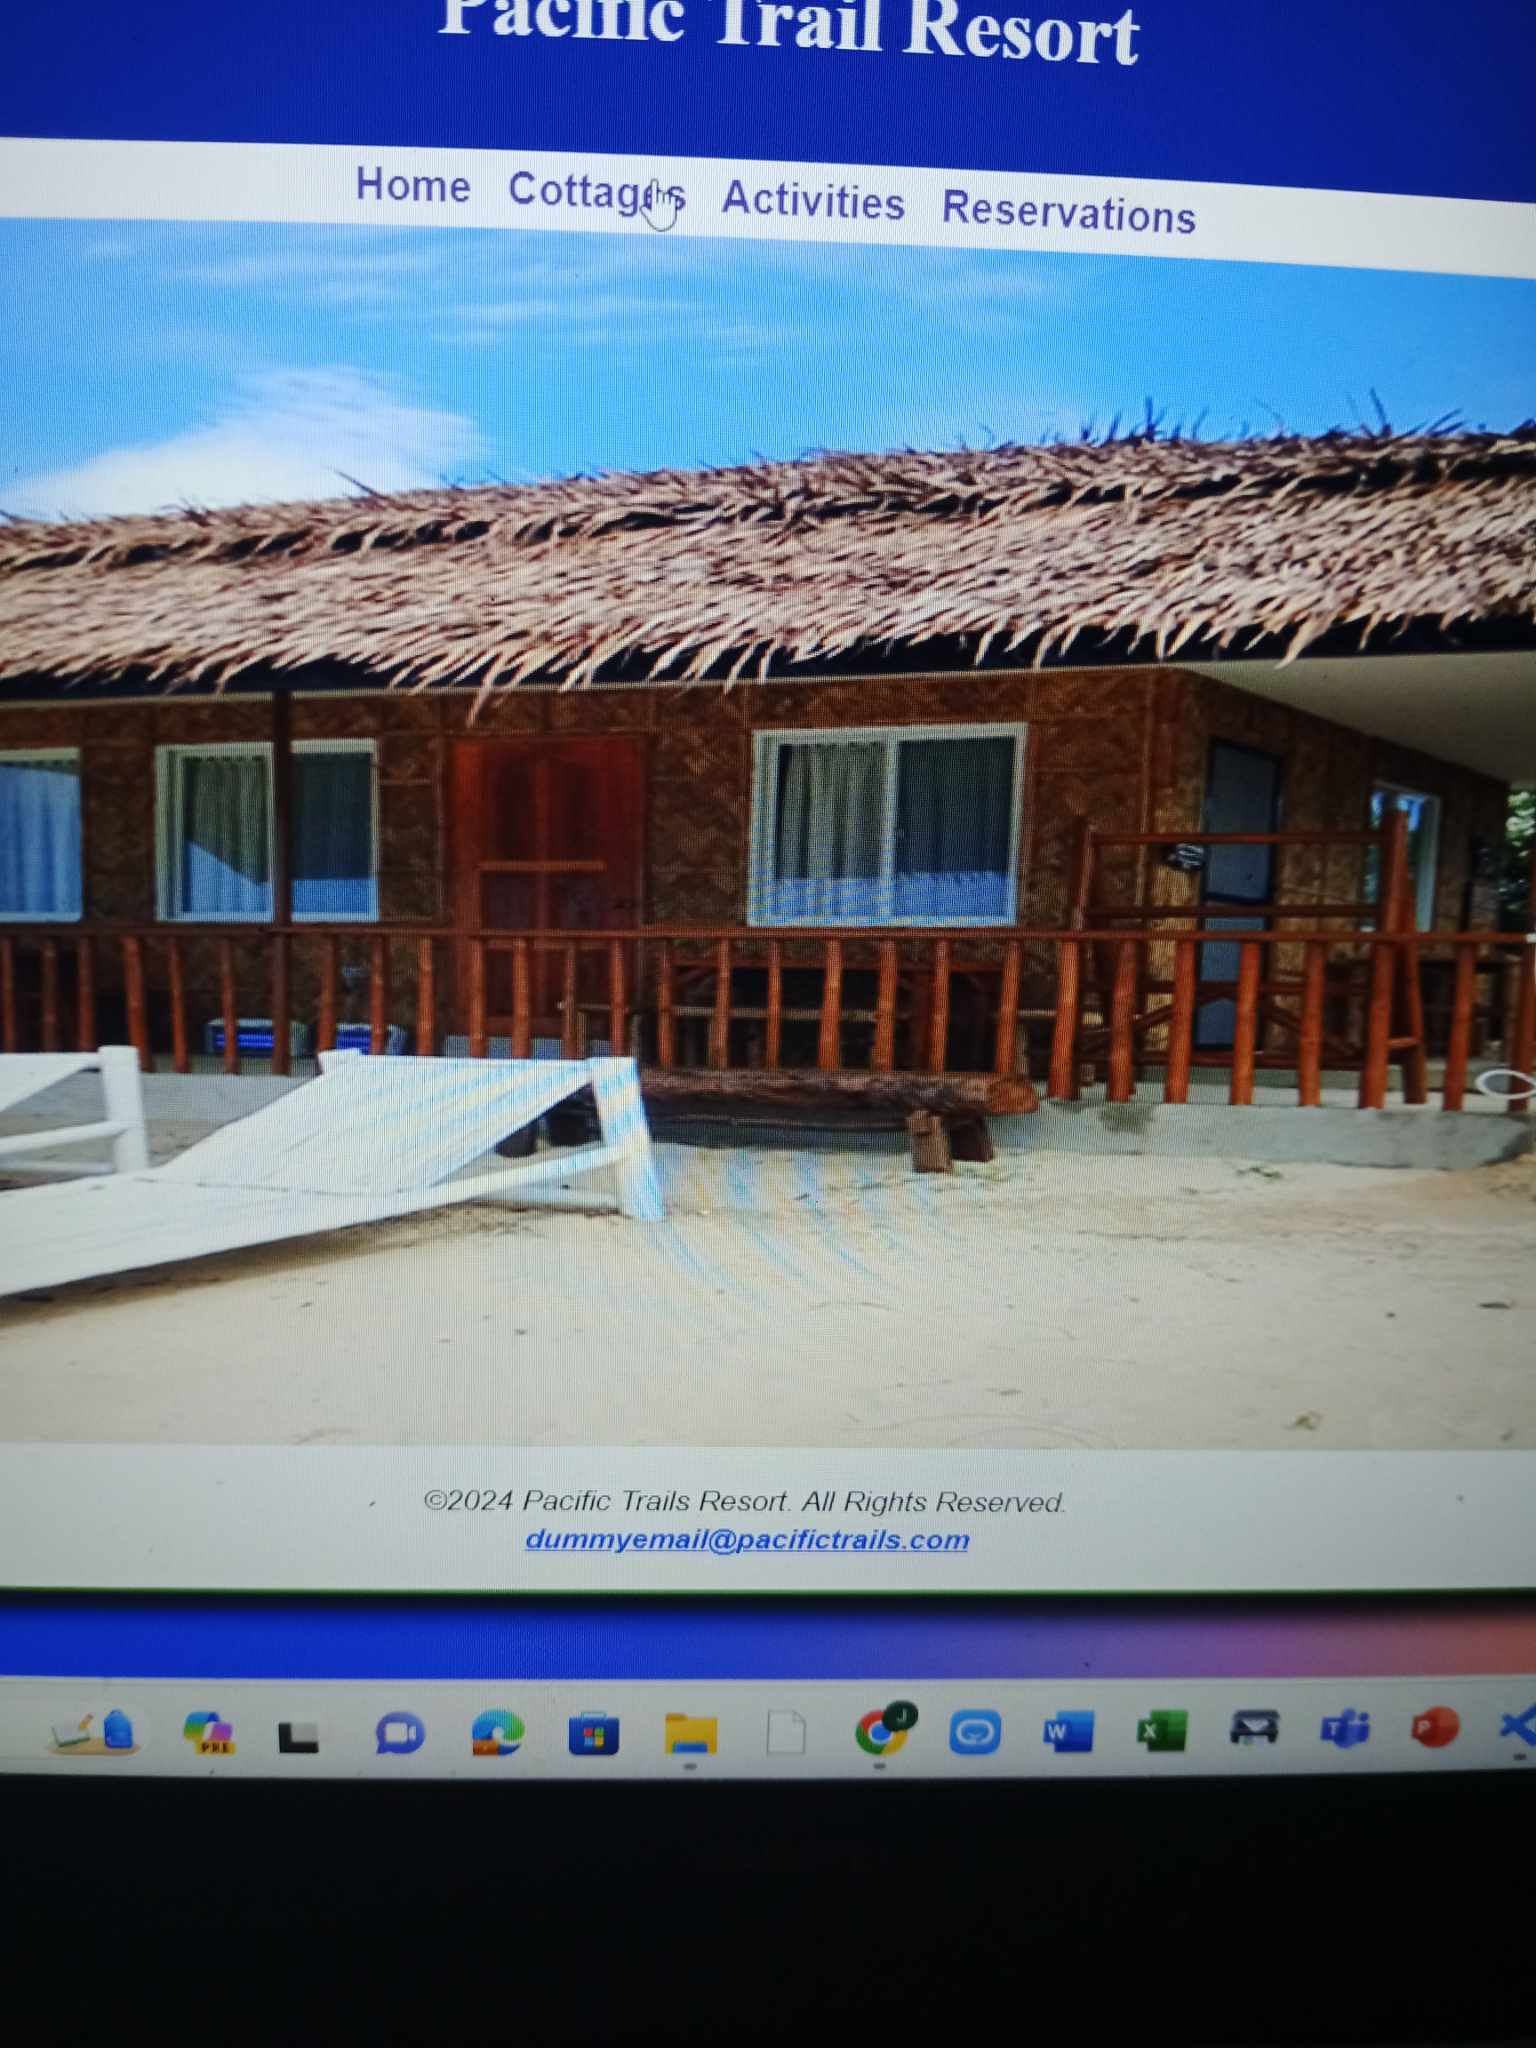 Pacific Trail Resort
Home Cottages Activities Reservations
©2024 Pacific Trails Resort. All Rights Reserved.
dummyemail@pacifictrails.com
PRE
J
W
X
T
P